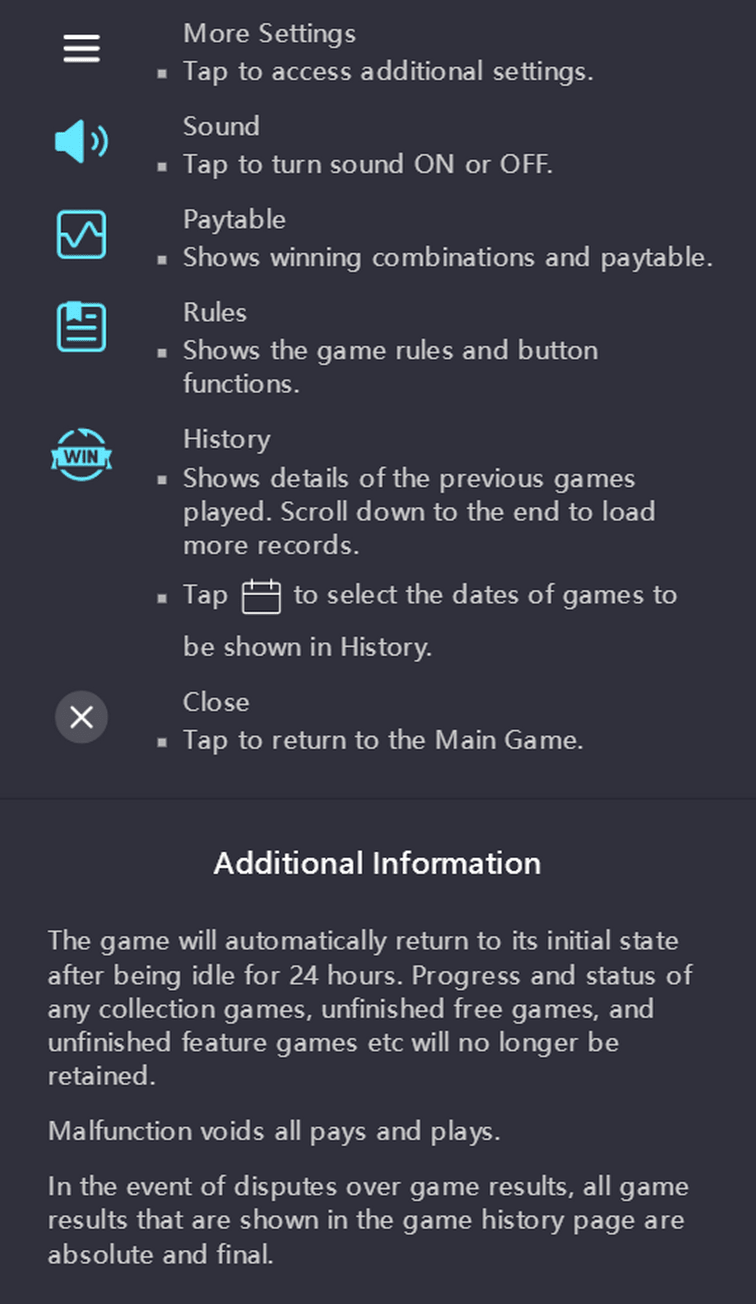 More Settings
▪ Tap to access additional settings.
Sound
▪ Tap to turn sound ON or OFF.
Paytable
▪ Shows winning combinations and paytable.
Rules
▪ Shows the game rules and button
functions.
WIN
History
▪ Shows details of the previous games
played. Scroll down to the end to load
more records.
▪ Tap to select the dates of games to
be shown in History.
Close
▪ Tap to return to the Main Game.
Additional Information
The game will automatically return to its initial state
after being idle for 24 hours. Progress and status of
any collection games, unfinished free games, and
unfinished feature games etc will no longer be
retained.
Malfunction voids all pays and plays.
In the event of disputes over game results, all game
results that are shown in the game history page are
absolute and final.